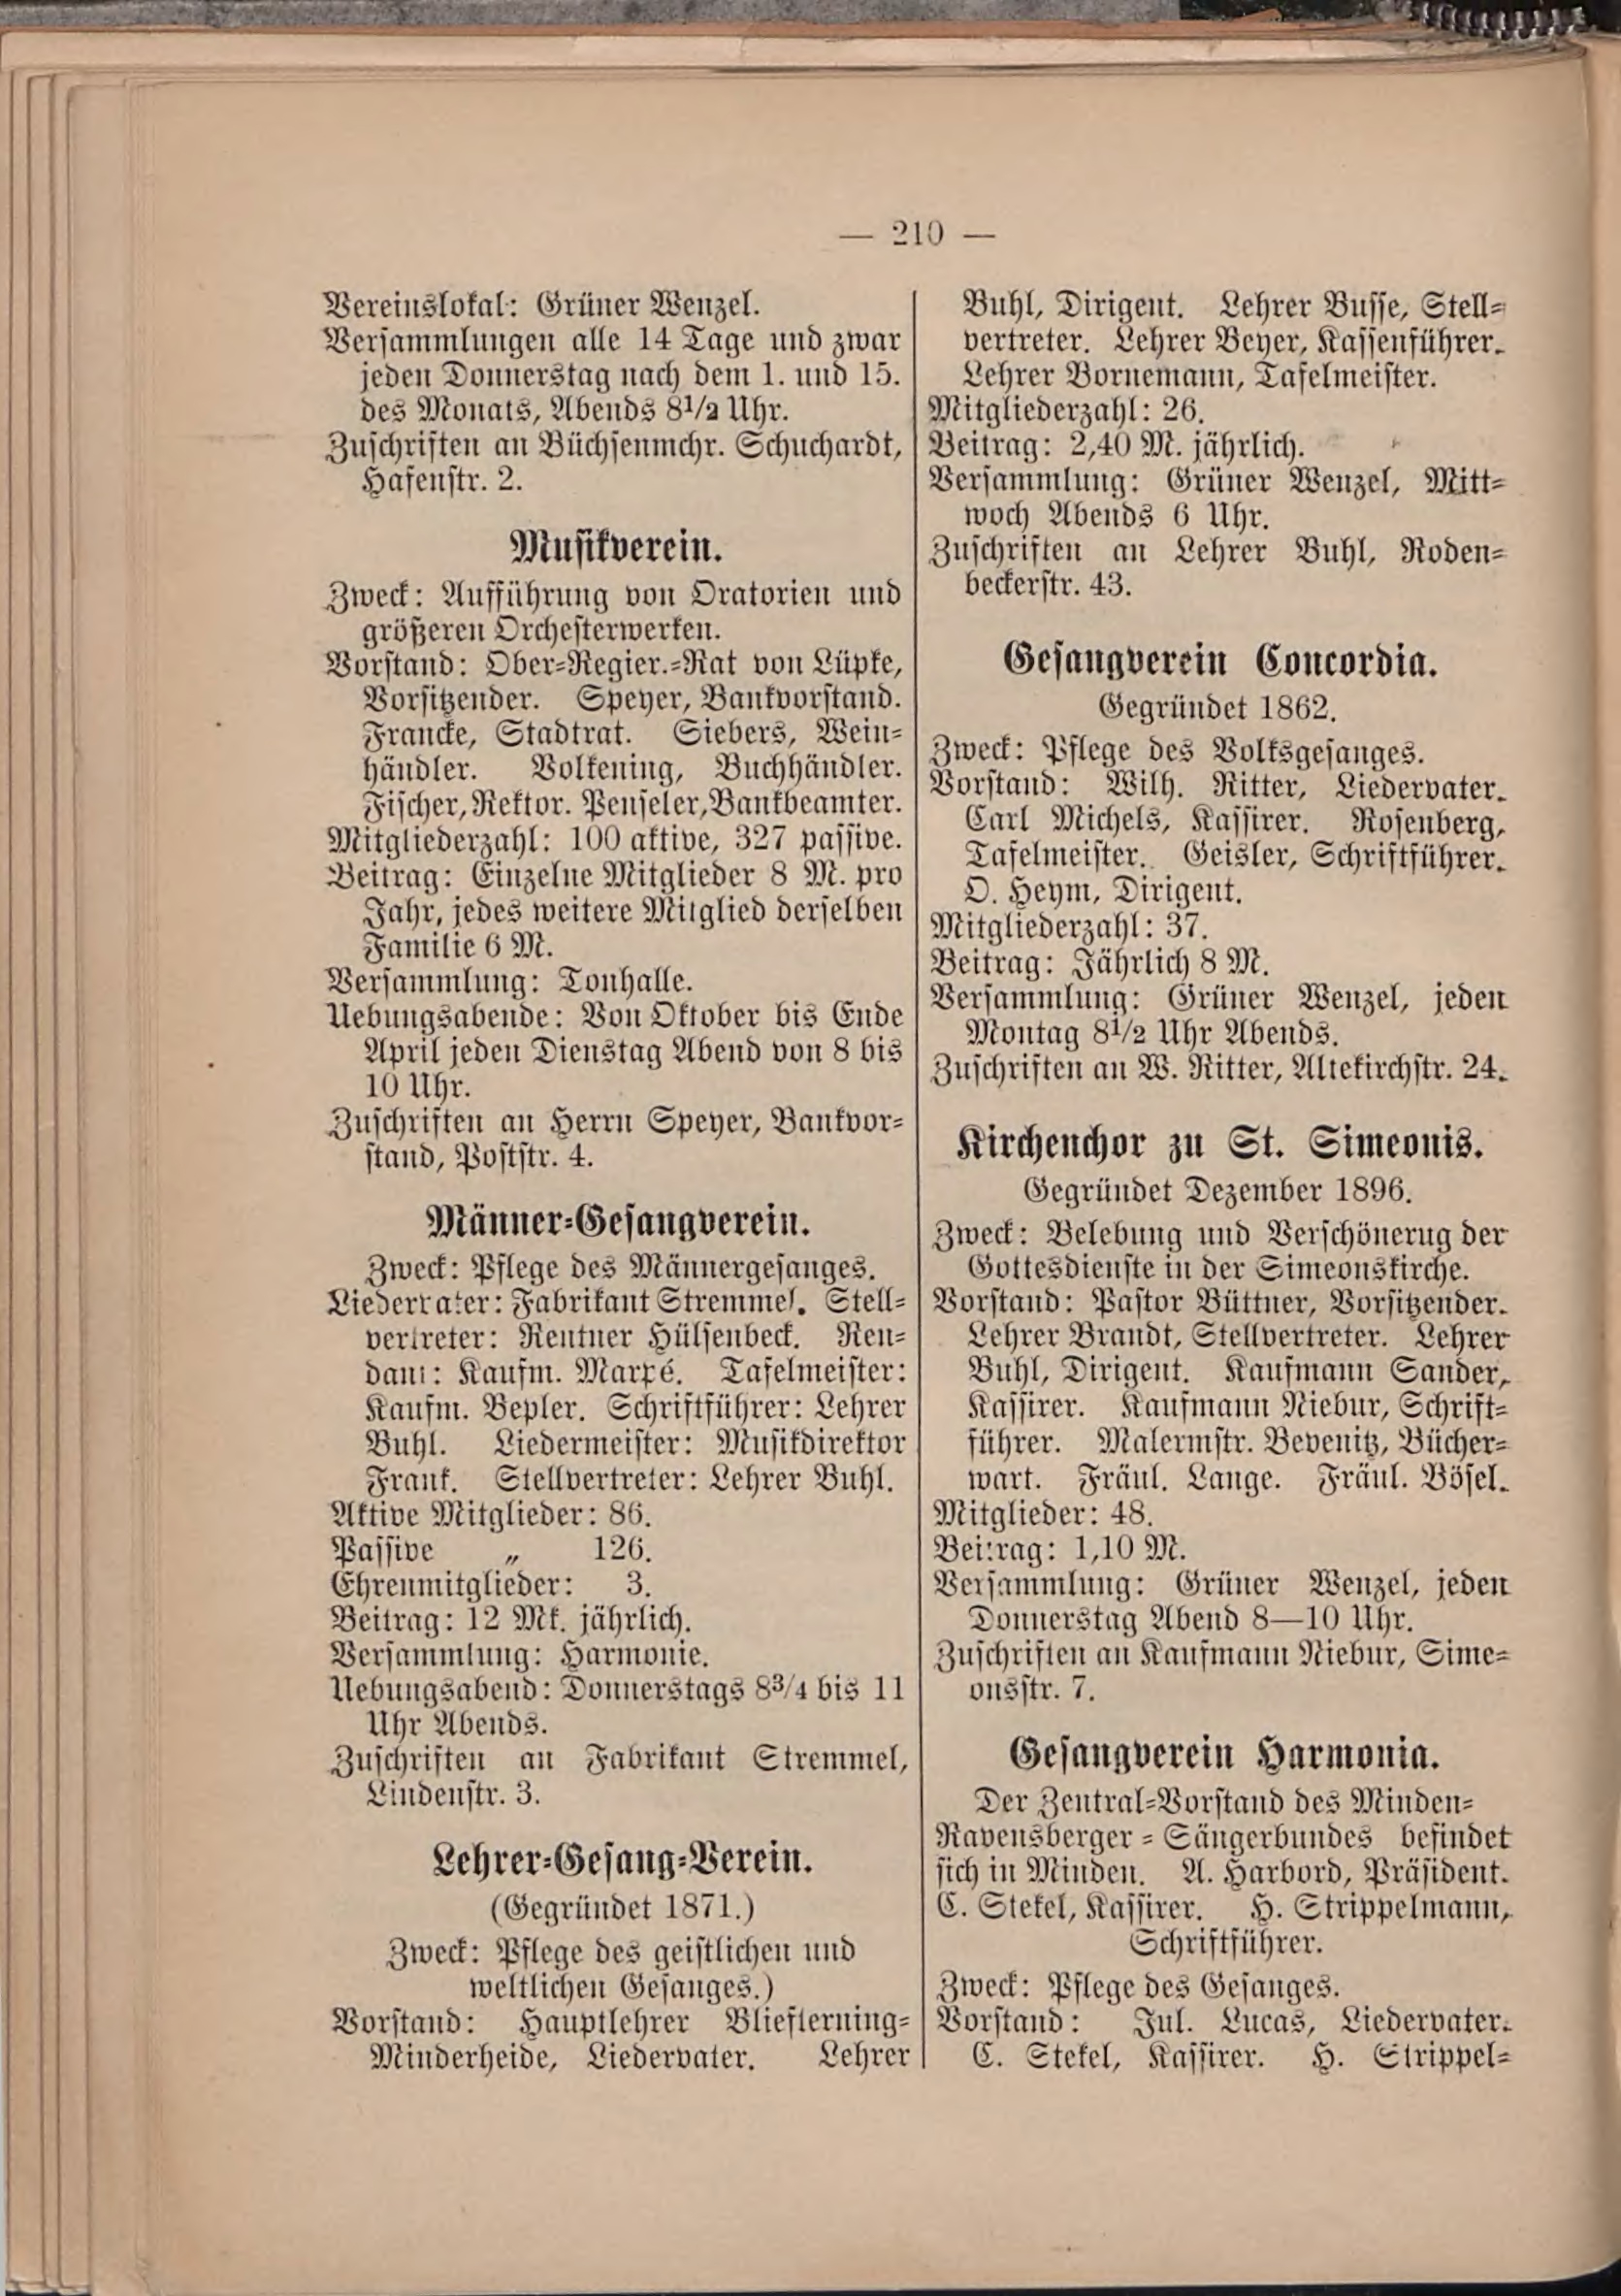 — 210 —
Vereinslokal: Grüner Wenzel.
Versammlungen alle 14 Tage und zwar
jeden Donnerstag nach dem 1. und 15.
des Monats, Abends 8½ Uhr.
Zuschriften an Büchsenmchr. Schuchardt,
Hafenstr. 2.
Musikverein.
Zweck: Aufführung von Oratorien und
größeren Orchesterwerken.
Vorstand: Ober-Regier.-Rat von Lüpke,
Vorsitzender. Speyer, Bankvorstand.
Francke, Stadtrat. Siebers, Wein-
händler. Volkening, Buchhändler.
Fischer, Rektor. Penseler, Bankbeamter.
Mitgliederzahl: 100 aktive, 327 passive.
Beitrag: Einzelne Mitglieder 8 M. pro
Jahr, jedes weitere Mitglied derselben
Familie 6 M.
Versammlung: Tonhalle.
Uebungsabende: Von Oktober bis Ende
April jeden Dienstag Abend von 8 bis
10 Uhr.
Zuschriften an Herrn Speyer, Bankvor-
stand, Poststr. 4.
Männer-Gesangverein.
Zweck: Pflege des Männergesanges.
Liedervater: Fabrikant Stremmel. Stell-
vertreter: Rentner Hülsenbeck. Ren-
dant: Kaufm. Marpé. Tafelmeister:
Kaufm. Bepler. Schriftführer: Lehrer
Buhl. Liedermeister: Musikdirektor
Frank. Stellvertreter: Lehrer Buhl.
Aktive Mitglieder: 86.
Passive „ 126.
Ehrenmitglieder: 3.
Beitrag: 12 Mk. jährlich.
Versammlung: Harmonie.
Uebungsabend: Donnerstags 8¾ bis 11
Uhr Abends.
Zuschriften an Fabrikant Stremmel,
Lindenstr. 3.
Lehrer-Gesang-Verein.
(Gegründet 1871.)
Zweck: Pflege des geistlichen und
weltlichen Gesanges.)
Vorstand: Hauptlehrer Bliefterning-
Minderheide, Liedervater. Lehrer
Buhl, Dirigent. Lehrer Busse, Stell-
vertreter. Lehrer Beyer, Kassenführer.
Lehrer Bornemann, Tafelmeister.
Mitgliederzahl: 26.
Beitrag: 2,40 M. jährlich.
Versammlung: Grüner Wenzel, Mitt-
woch Abends 6 Uhr.
Zuschriften an Lehrer Buhl, Roden-
beckerstr. 43.
Gesangverein Concordia.
Gegründet 1862.
Zweck: Pflege des Volksgesanges.
Vorstand: Wilh. Ritter, Liedervater.
Carl Michels, Kassirer. Rosenberg,
Tafelmeister. Geisler, Schriftführer.
O. Heym, Dirigent.
Mitgliederzahl: 37.
Beitrag: Jährlich 8 M.
Versammlung: Grüner Wenzel, jeden
Montag 8½ Uhr Abends.
Zuschriften an W. Ritter, Altekirchstr. 24.
Kirchenchor zu St. Simeonis.
Gegründet Dezember 1896.
Zweck: Belebung und Verschönerug der
Gottesdienste in der Simeonskirche.
Vorstand: Pastor Büttner, Vorsitzender.
Lehrer Brandt, Stellvertreter. Lehrer
Buhl, Dirigent. Kaufmann Sander,
Kassirer. Kaufmann Niebur, Schrift-
führer. Malermstr. Bevenitz, Bücher-
wart. Fräul. Lange. Fräul. Bösel.
Mitglieder: 48.
Beitrag: 1,10 M.
Versammlung: Grüner Wenzel, jeden
Donnerstag Abend 8—10 Uhr.
Zuschriften an Kaufmann Niebur, Sime-
onsstr. 7.
Gesangverein Harmonia.
Der Zentral-Vorstand des Minden-
Ravensberger-Sängerbundes befindet
sich in Minden. A. Harbord, Präsident.
C. Stekel, Kassirer. H. Strippelmann,
Schriftführer.
Zweck: Pflege des Gesanges.
Vorstand: Jul. Lucas, Liedervater.
C. Stekel, Kassirer. H. Strippel-